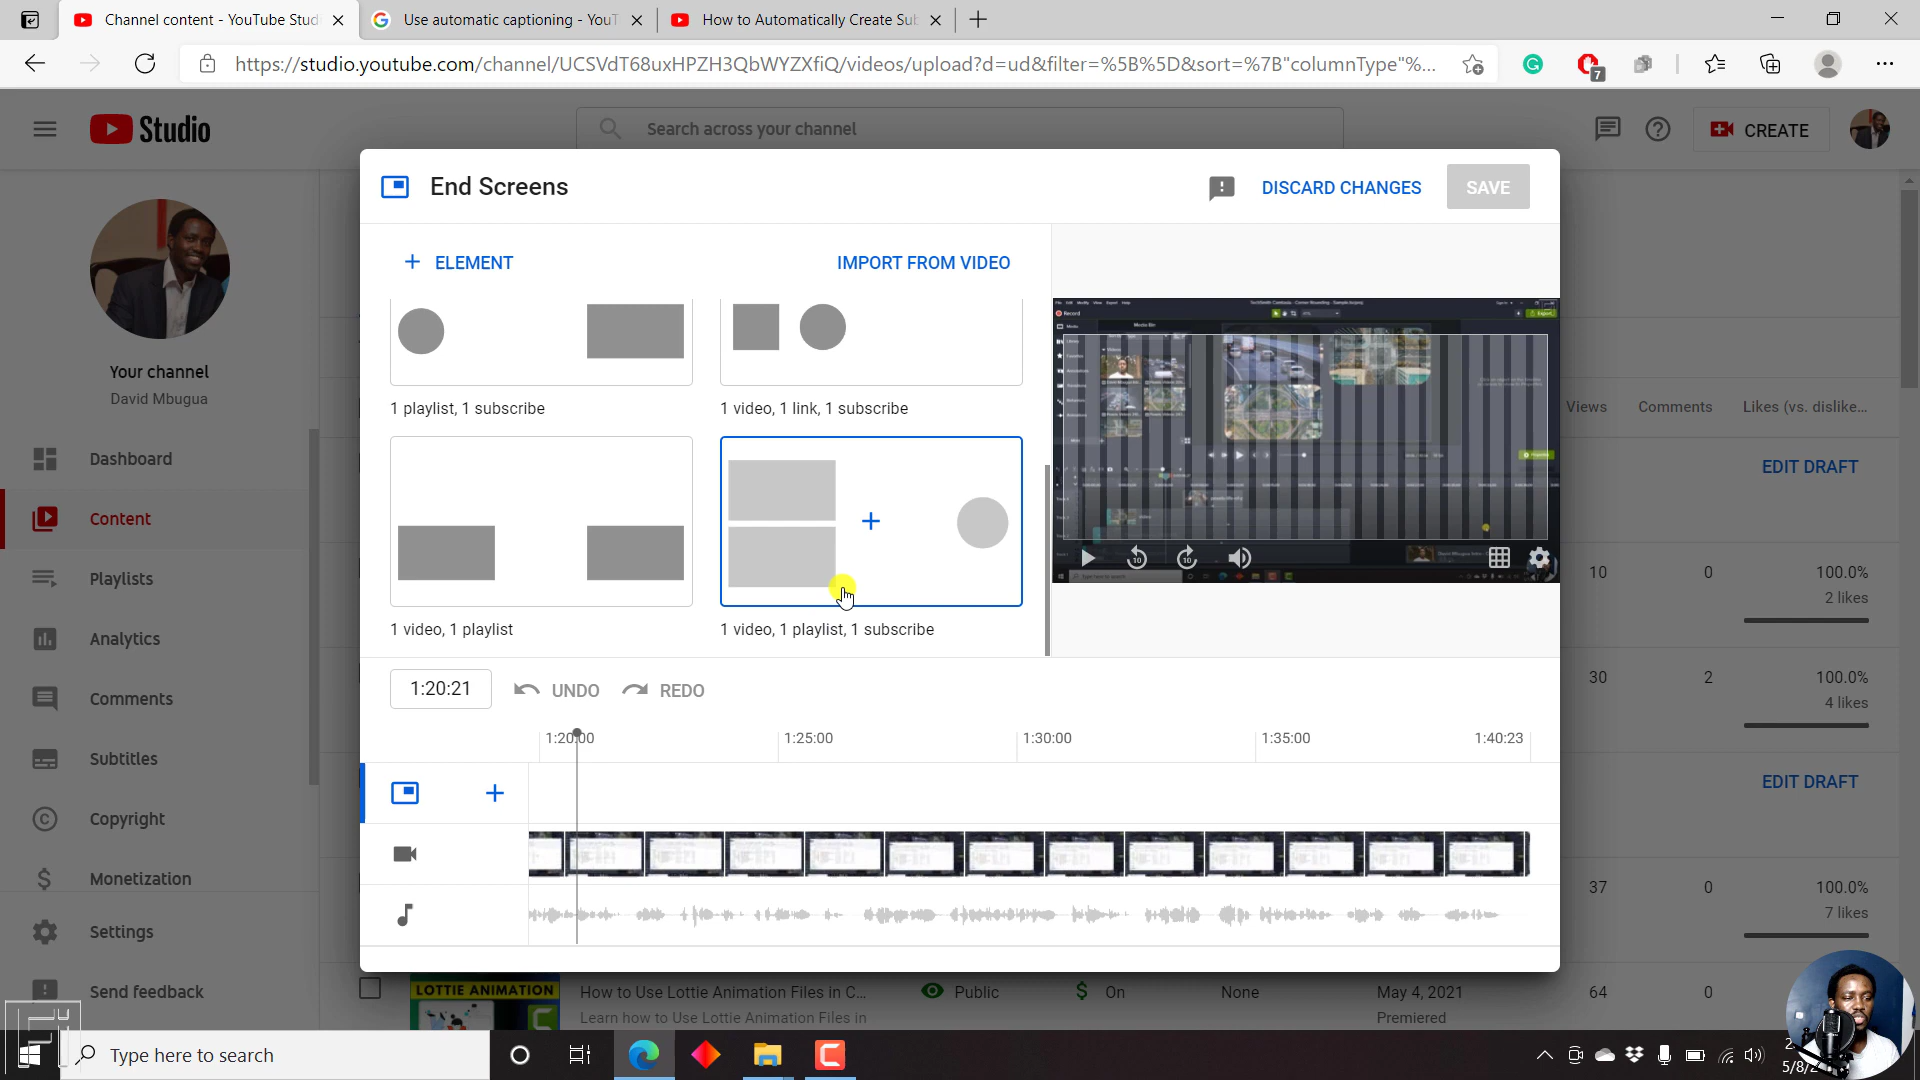 Channel content - YouTube Stud
Use automatic captioning - YouT
How to Automatically Create Sub
https://studio.youtube.com/channel/UCSVdT68uxHPZH3QbWYZXfiQ/videos/upload?d=ud&filter=%5B%5D&sort=%7B"columnType"%...
7
Studio
Search across your channel
CREATE
End Screens
DISCARD CHANGES
SAVE
ELEMENT
IMPORT FROM VIDEO
Your channel
David Mbugua
1 playlist, 1 subscribe
1 video, 1 link, 1 subscribe
Views
Comments
Likes (vs. dislike...
Dashboard
EDIT DRAFT
Content
Playlists
10
0
100.0%
2 likes
1 video, 1 playlist
1 video, 1 playlist, 1 subscribe
Analytics
1:20:21
UNDO
REDO
30
2
100.0%
4 likes
Comments
1:20:00
1:25:00
1:30:00
1:35:00
1:40:23
Subtitles
EDIT DRAFT
Copyright
Monetization
37
0
100.0%
7 likes
Settings
Send feedback
LOTTIE ANIMATION
How to Use Lottie Animation Files in C...
Public
On
None
May 4, 2021
64
0
Learn how to Use Lottie Animation Files in
Premiered
Type here to search